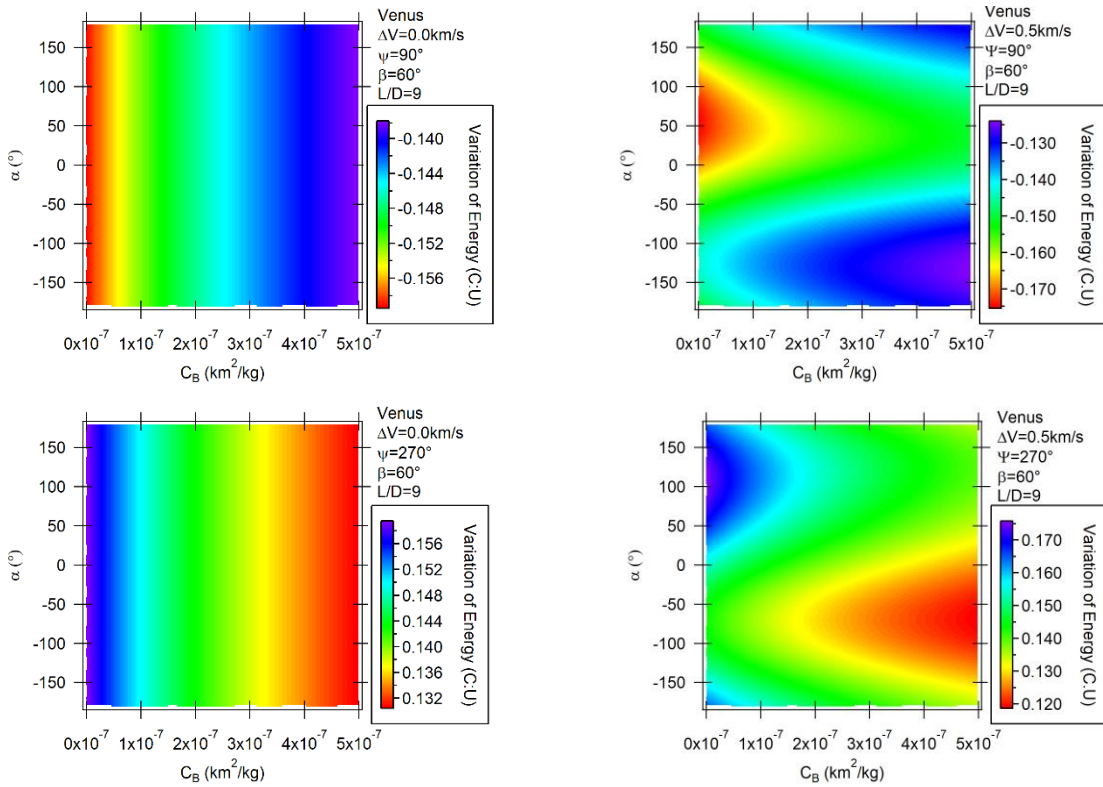 Venus
ΔV=0.0km/s
ψ=90°
β=60°
L/D=9
Variation of Energy (C:U)
-0.140
-0.144
-0.148
-0.152
-0.156
α (°)
150
100
50
0
-50
-100
-150
0x10⁻⁷ 1x10⁻⁷ 2x10⁻⁷ 3x10⁻⁷ 4x10⁻⁷ 5x10⁻⁷
C_B (km²/kg)
Venus
ΔV=0.5km/s
Ψ=90°
β=60°
L/D=9
Variation of Energy (C:U)
-0.130
-0.140
-0.150
-0.160
-0.170
α (°)
150
100
50
0
-50
-100
-150
0x10⁻⁷ 1x10⁻⁷ 2x10⁻⁷ 3x10⁻⁷ 4x10⁻⁷ 5x10⁻⁷
C_B (km²/kg)
Venus
ΔV=0.0km/s
ψ=270°
β=60°
L/D=9
Variation of Energy (C:U)
0.156
0.152
0.148
0.144
0.140
0.136
0.132
α (°)
150
100
50
0
-50
-100
-150
0x10⁻⁷ 1x10⁻⁷ 2x10⁻⁷ 3x10⁻⁷ 4x10⁻⁷ 5x10⁻⁷
C_B (km²/kg)
Venus
ΔV=0.5km/s
Ψ=270°
β=60°
L/D=9
Variation of Energy (C:U)
0.170
0.160
0.150
0.140
0.130
0.120
α (°)
150
100
50
0
-50
-100
-150
0x10⁻⁷ 1x10⁻⁷ 2x10⁻⁷ 3x10⁻⁷ 4x10⁻⁷ 5x10⁻⁷
C_B (km²/kg)